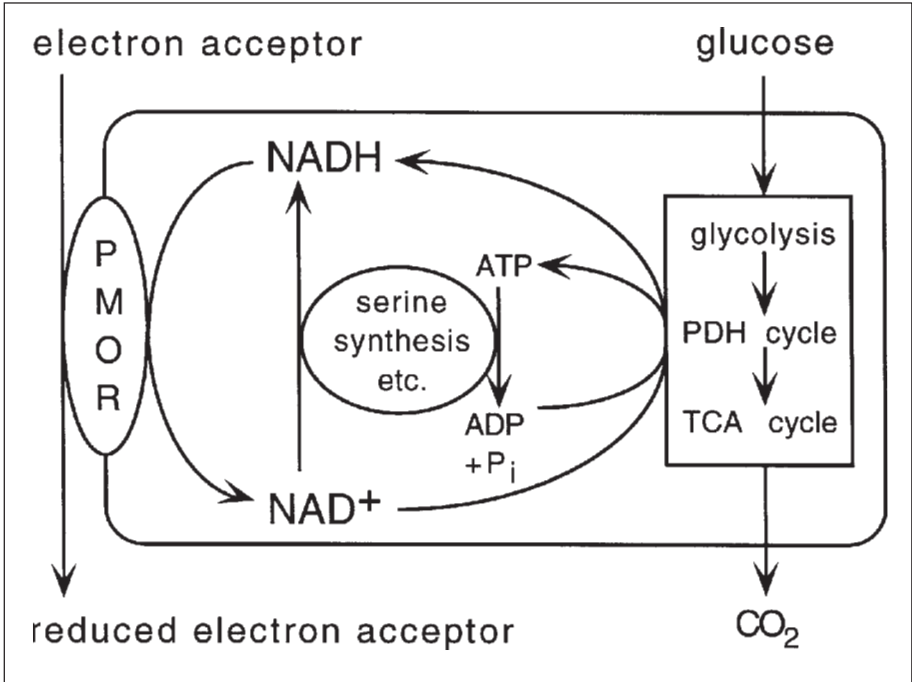 electron acceptor
glucose
NADH
glycolysis
PMOR
ATP
serine
synthesis
etc.
PDH cycle
ADP
+Pi
TCA cycle
NAD+
reduced electron acceptor
CO2